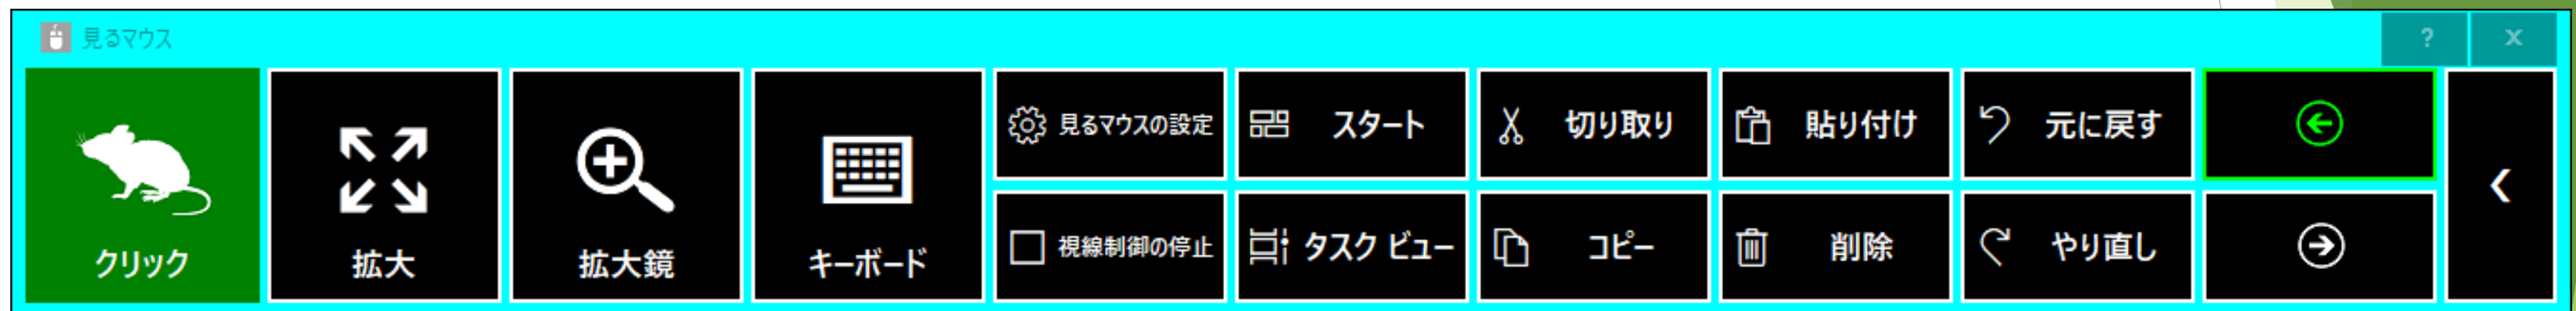 見るマウス
? x
クリック
拡大
拡大鏡
キーボード
見るマウスの設定
スタート
切り取り
貼り付け
元に戻す
視線制御の停止
タスク ビュー
コピー
削除
やり直し